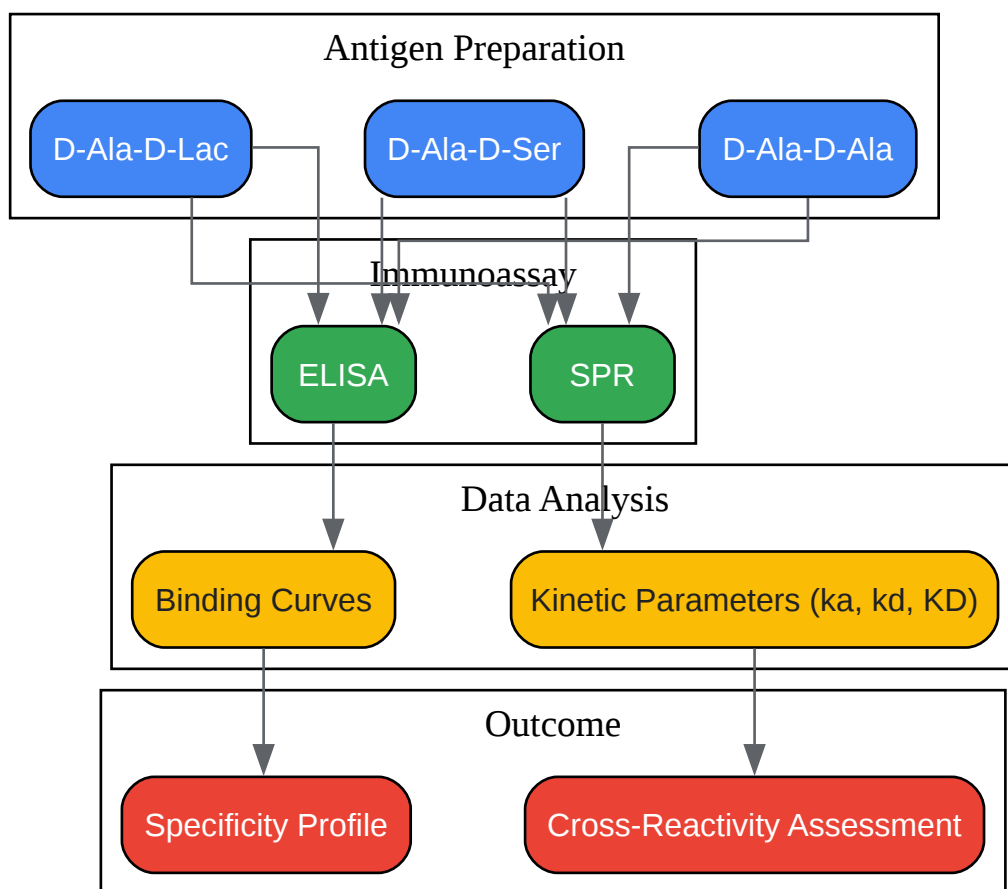 Antigen Preparation
D-Ala-D-Lac
D-Ala-D-Ser
D-Ala-D-Ala
Immunoassay
ELISA
SPR
Data Analysis
Binding Curves
Kinetic Parameters (ka, kd, KD)
Outcome
Specificity Profile
Cross-Reactivity Assessment